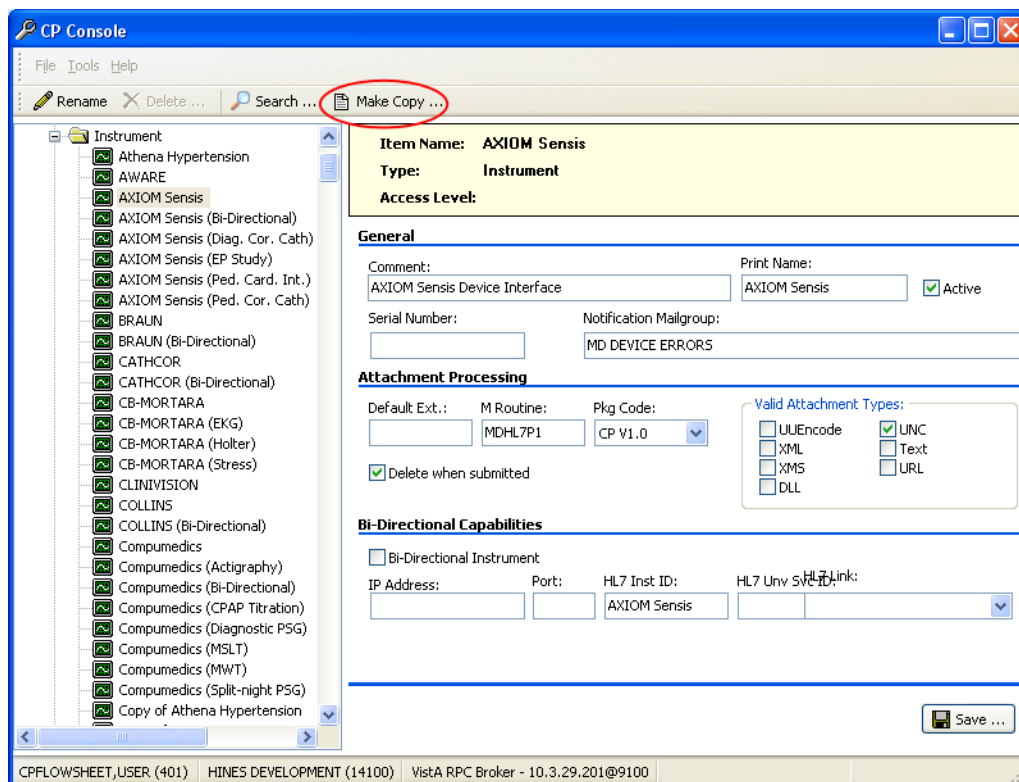 CP Console
File Tools Help
Rename Delete ... Search ... Make Copy ...
Instrument
Athena Hypertension
AWARE
AXIOM Sensis
AXIOM Sensis (Bi-Directional)
AXIOM Sensis (Diag. Cor. Cath)
AXIOM Sensis (EP Study)
AXIOM Sensis (Ped. Card. Int.)
AXIOM Sensis (Ped. Cor. Cath)
BRAUN
BRAUN (Bi-Directional)
CATHCOR
CATHCOR (Bi-Directional)
CB-MORTARA
CB-MORTARA (EKG)
CB-MORTARA (Holter)
CB-MORTARA (Stress)
CLINIVISION
COLLINS
COLLINS (Bi-Directional)
Compumedics
Compumedics (Actigraphy)
Compumedics (Bi-Directional)
Compumedics (CPAP Titration)
Compumedics (Diagnostic PSG)
Compumedics (MSLT)
Compumedics (MWT)
Compumedics (Split-night PSG)
Copy of Athena Hypertension
Item Name: AXIOM Sensis
Type: Instrument
Access Level:
General
Comment: Print Name:
AXIOM Sensis Device Interface AXIOM Sensis Active
Serial Number: Notification Mailgroup:
MD DEVICE ERRORS
Attachment Processing
Default Ext.: M Routine: Pkg Code:
MDHL7P1 CP V1.0
Delete when submitted
Valid Attachment Types:
UUEncode UNC
XML Text
XMS URL
DLL
Bi-Directional Capabilities
Bi-Directional Instrument
IP Address: Port: HL7 Inst ID: HL7 Unv Svc ID: HL7 Link:
AXIOM Sensis
Save ...
CPFLOWSHEET,USER (401) HINES DEVELOPMENT (14100) VistA RPC Broker - 10.3.29.201@9100